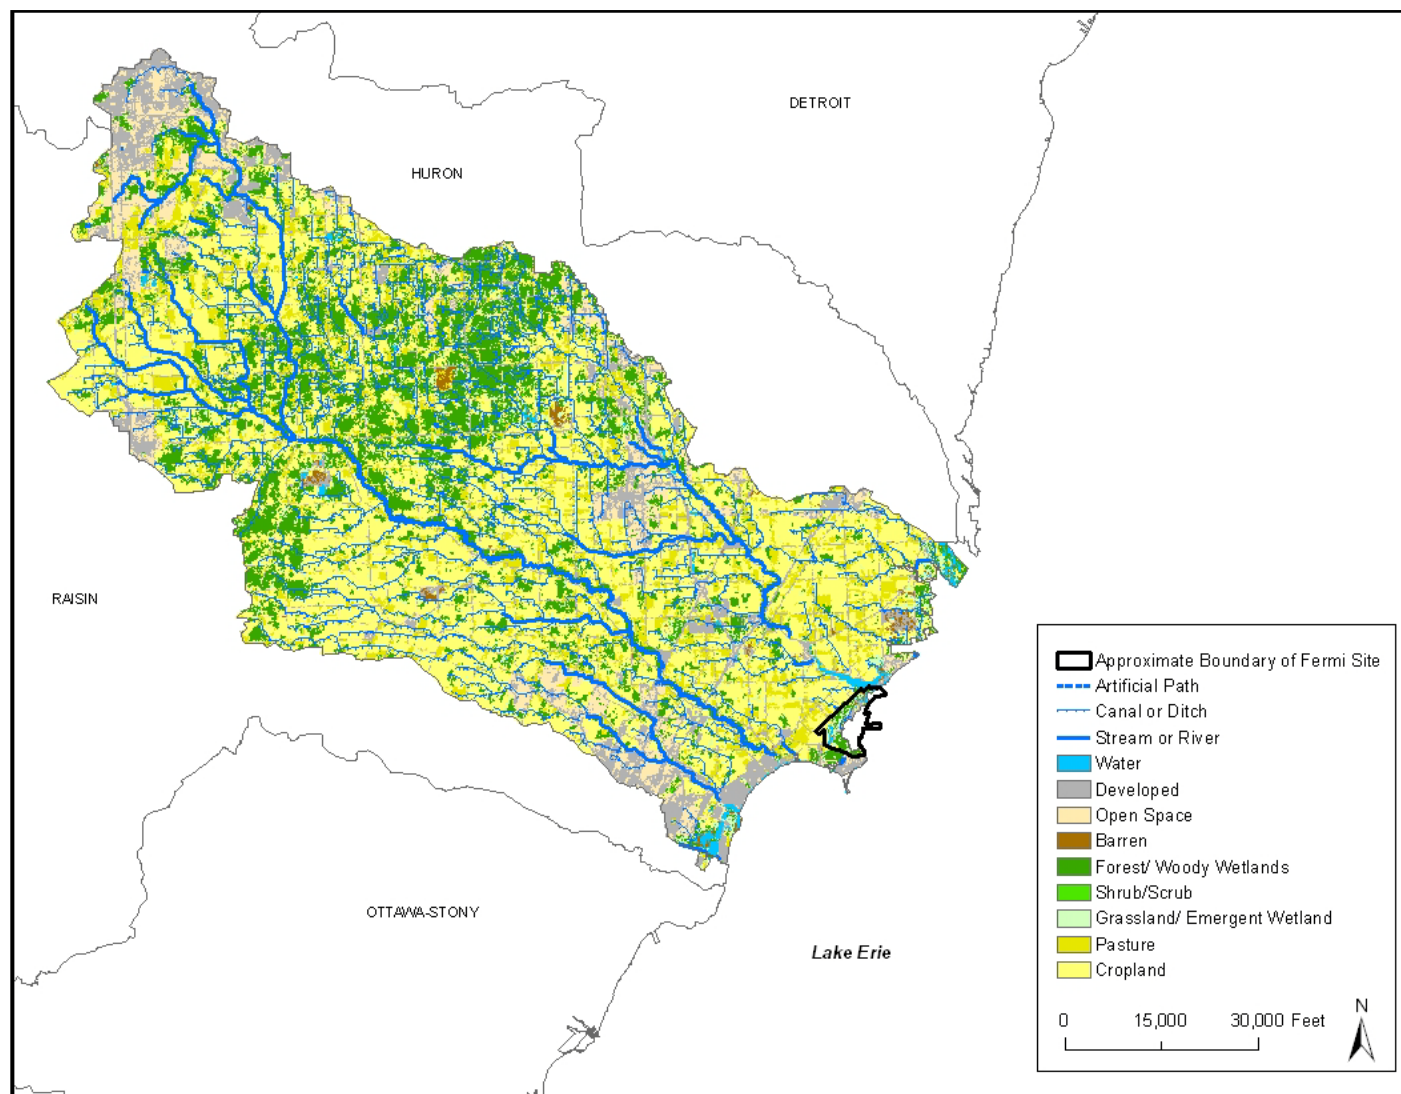 DETROIT
HURON
RAISIN
OTTAWA-STONY
Lake Erie
Approximate Boundary of Fermi Site
Artificial Path
Canal or Ditch
Stream or River
Water
Developed
Open Space
Barren
Forest/ Woody Wetlands
Shrub/Scrub
Grassland/ Emergent Wetland
Pasture
Cropland
N
0 15,000 30,000 Feet